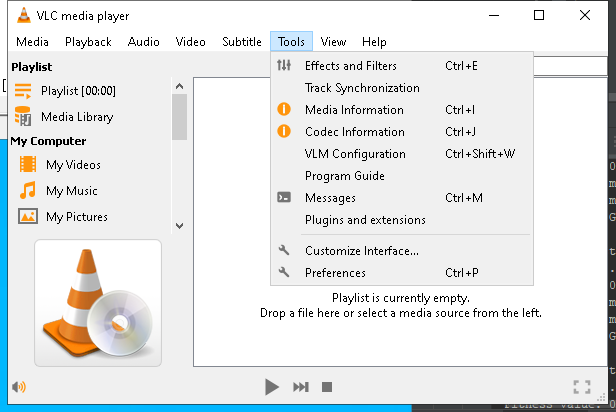 VLC media player
Media Playback Audio Video Subtitle Tools View Help
Playlist
Playlist [00:00]
Media Library
My Computer
My Videos
My Music
My Pictures
Effects and Filters Ctrl+E
Track Synchronization
Media Information Ctrl+I
Codec Information Ctrl+J
VLM Configuration Ctrl+Shift+W
Program Guide
Messages Ctrl+M
Plugins and extensions
Customize Interface...
Preferences Ctrl+P
Playlist is currently empty.
Drop a file here or select a media source from the left.